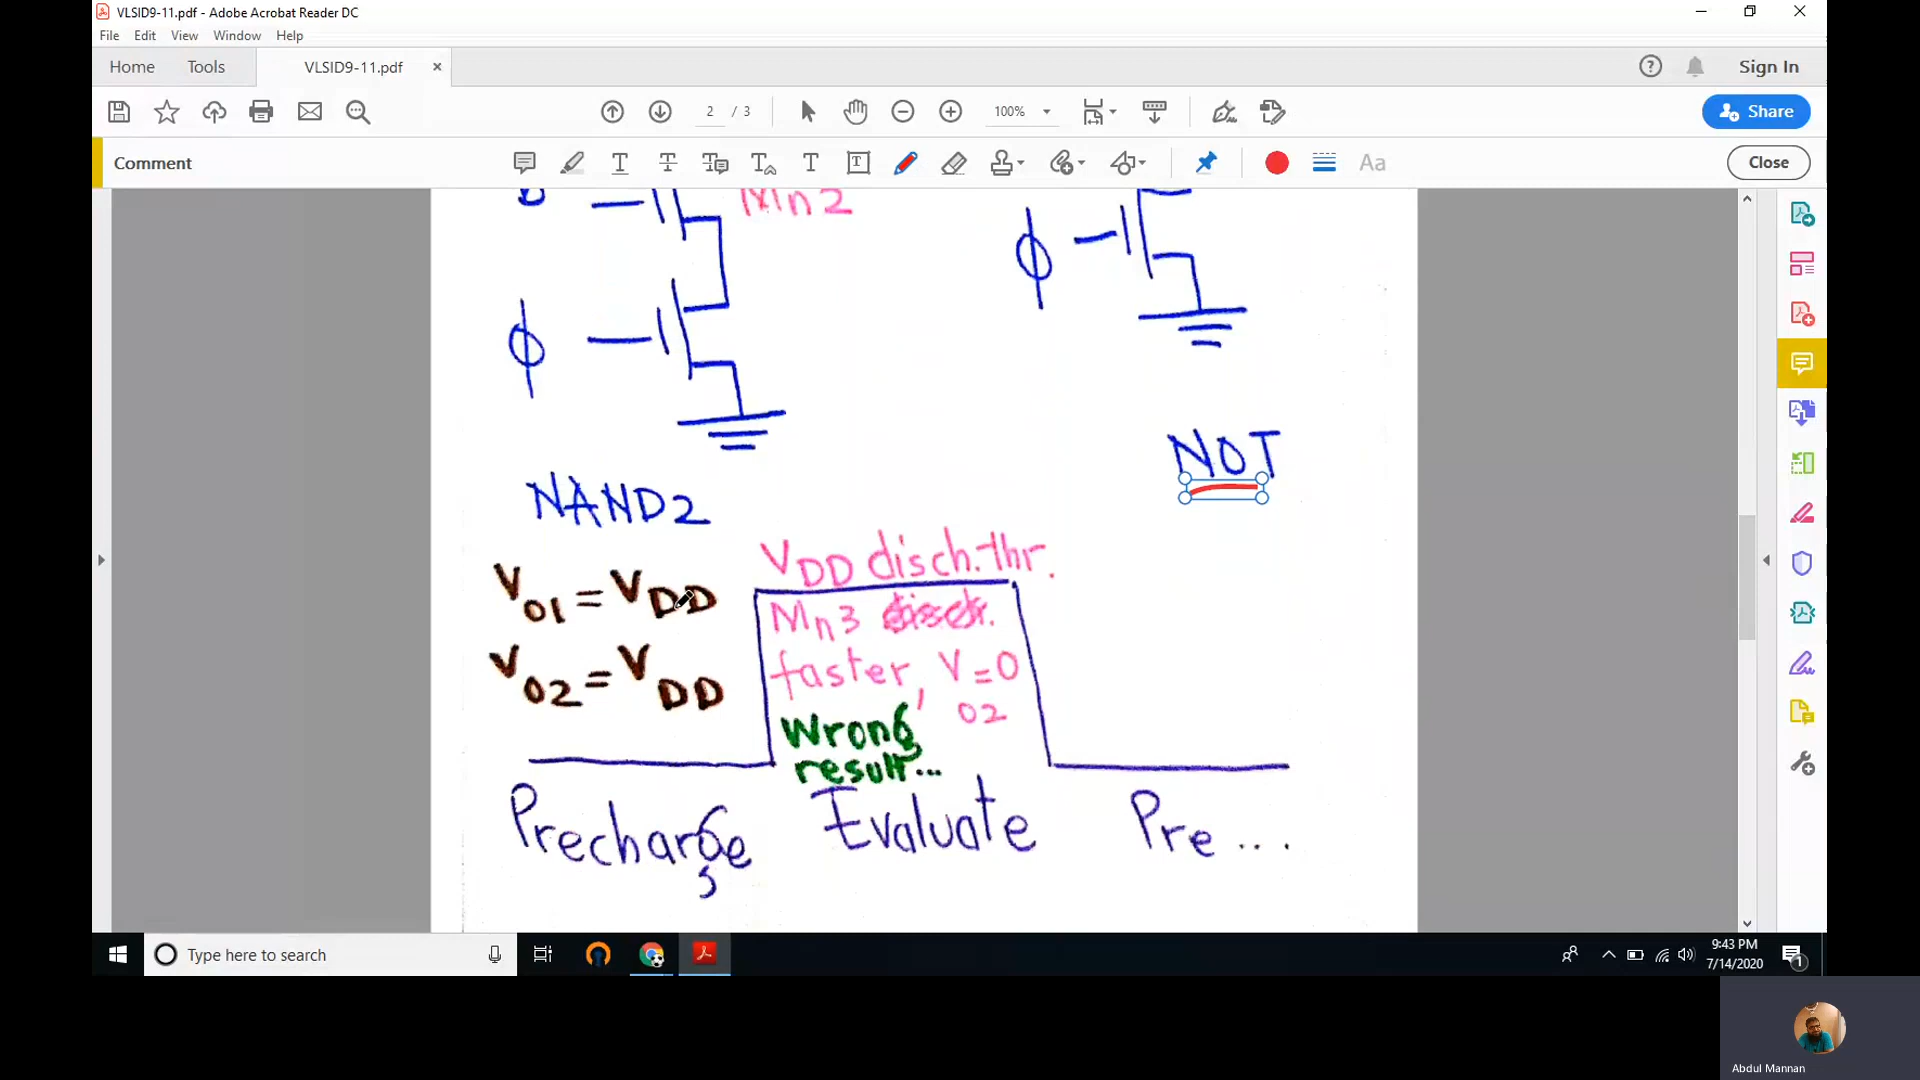 VLSID9-11.pdf - Adobe Acrobat Reader DC
File Edit View Window Help
Home Tools VLSID9-11.pdf × Sign In
2 / 3 100% Share
Comment Aa Close
Mn2
ϕ
ϕ
NOT
NAND2
VDD disch. thr.
V01 = VDD
Mn3
V02 = VDD
faster, V02 = 0
Wrong
result...
Precharge Evaluate Pre...
Type here to search
9:43 PM
7/14/2020
1
Abdul Mannan